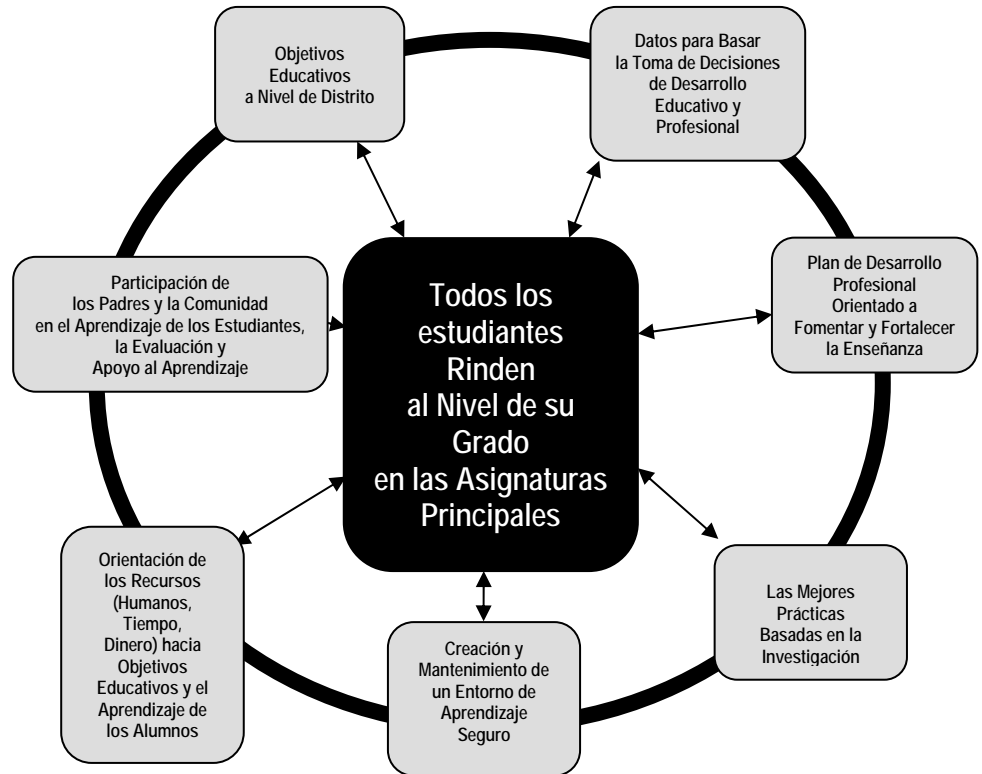 Objetivos
Educativos
a Nivel de Distrito
Datos para Basar
la Toma de Decisiones
de Desarrollo
Educativo y
Profesional
Participación de
los Padres y la Comunidad
en el Aprendizaje de los Estudiantes,
la Evaluación y
Apoyo al Aprendizaje
Todos los
estudiantes
Rinden
al Nivel de su
Grado
en las Asignaturas
Principales
Plan de Desarrollo
Profesional
Orientado a
Fomentar y Fortalecer
la Enseñanza
Orientación de
los Recursos
(Humanos,
Tiempo,
Dinero) hacia
Objetivos
Educativos y el
Aprendizaje de
los Alumnos
Creación y
Mantenimiento de
un Entorno de
Aprendizaje
Seguro
Las Mejores
Prácticas
Basadas en la
Investigación